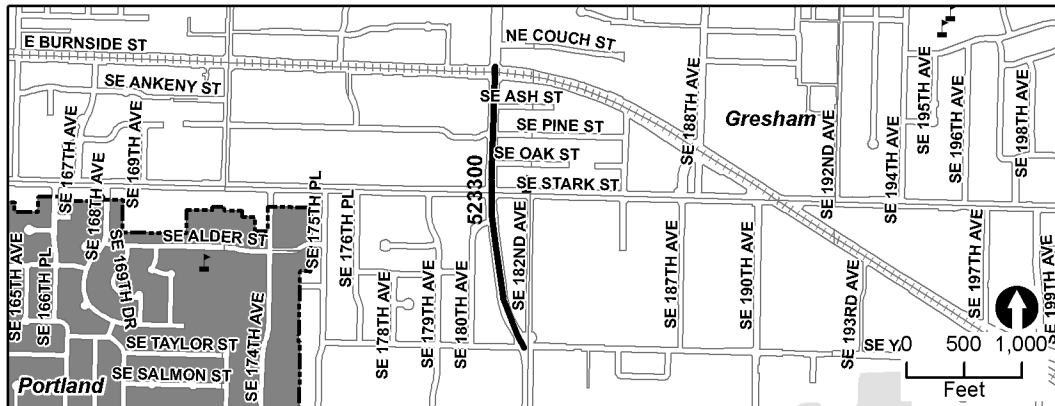 E BURNSIDE ST
NE COUCH ST
SE ANKENY ST
SE ASH ST
SE PINE ST
SE OAK ST
SE STARK ST
SE 188TH AVE
Gresham
SE 192ND AVE
SE 194TH AVE
SE 195TH AVE
SE 196TH AVE
SE 198TH AVE
SE 167TH AVE
SE 168TH AVE
SE 169TH AVE
SE 169TH DR
SE 165TH AVE
SE 166TH PL
SE ALDER ST
SE 174TH AVE
SE 175TH PL
SE 176TH PL
SE 178TH AVE
SE 179TH AVE
SE 180TH AVE
523300
SE 182ND AVE
SE 187TH AVE
SE 190TH AVE
SE 193RD AVE
SE 197TH AVE
SE 199TH AVE
SE TAYLOR ST
SE SALMON ST
Portland
0 500 1,000
Feet